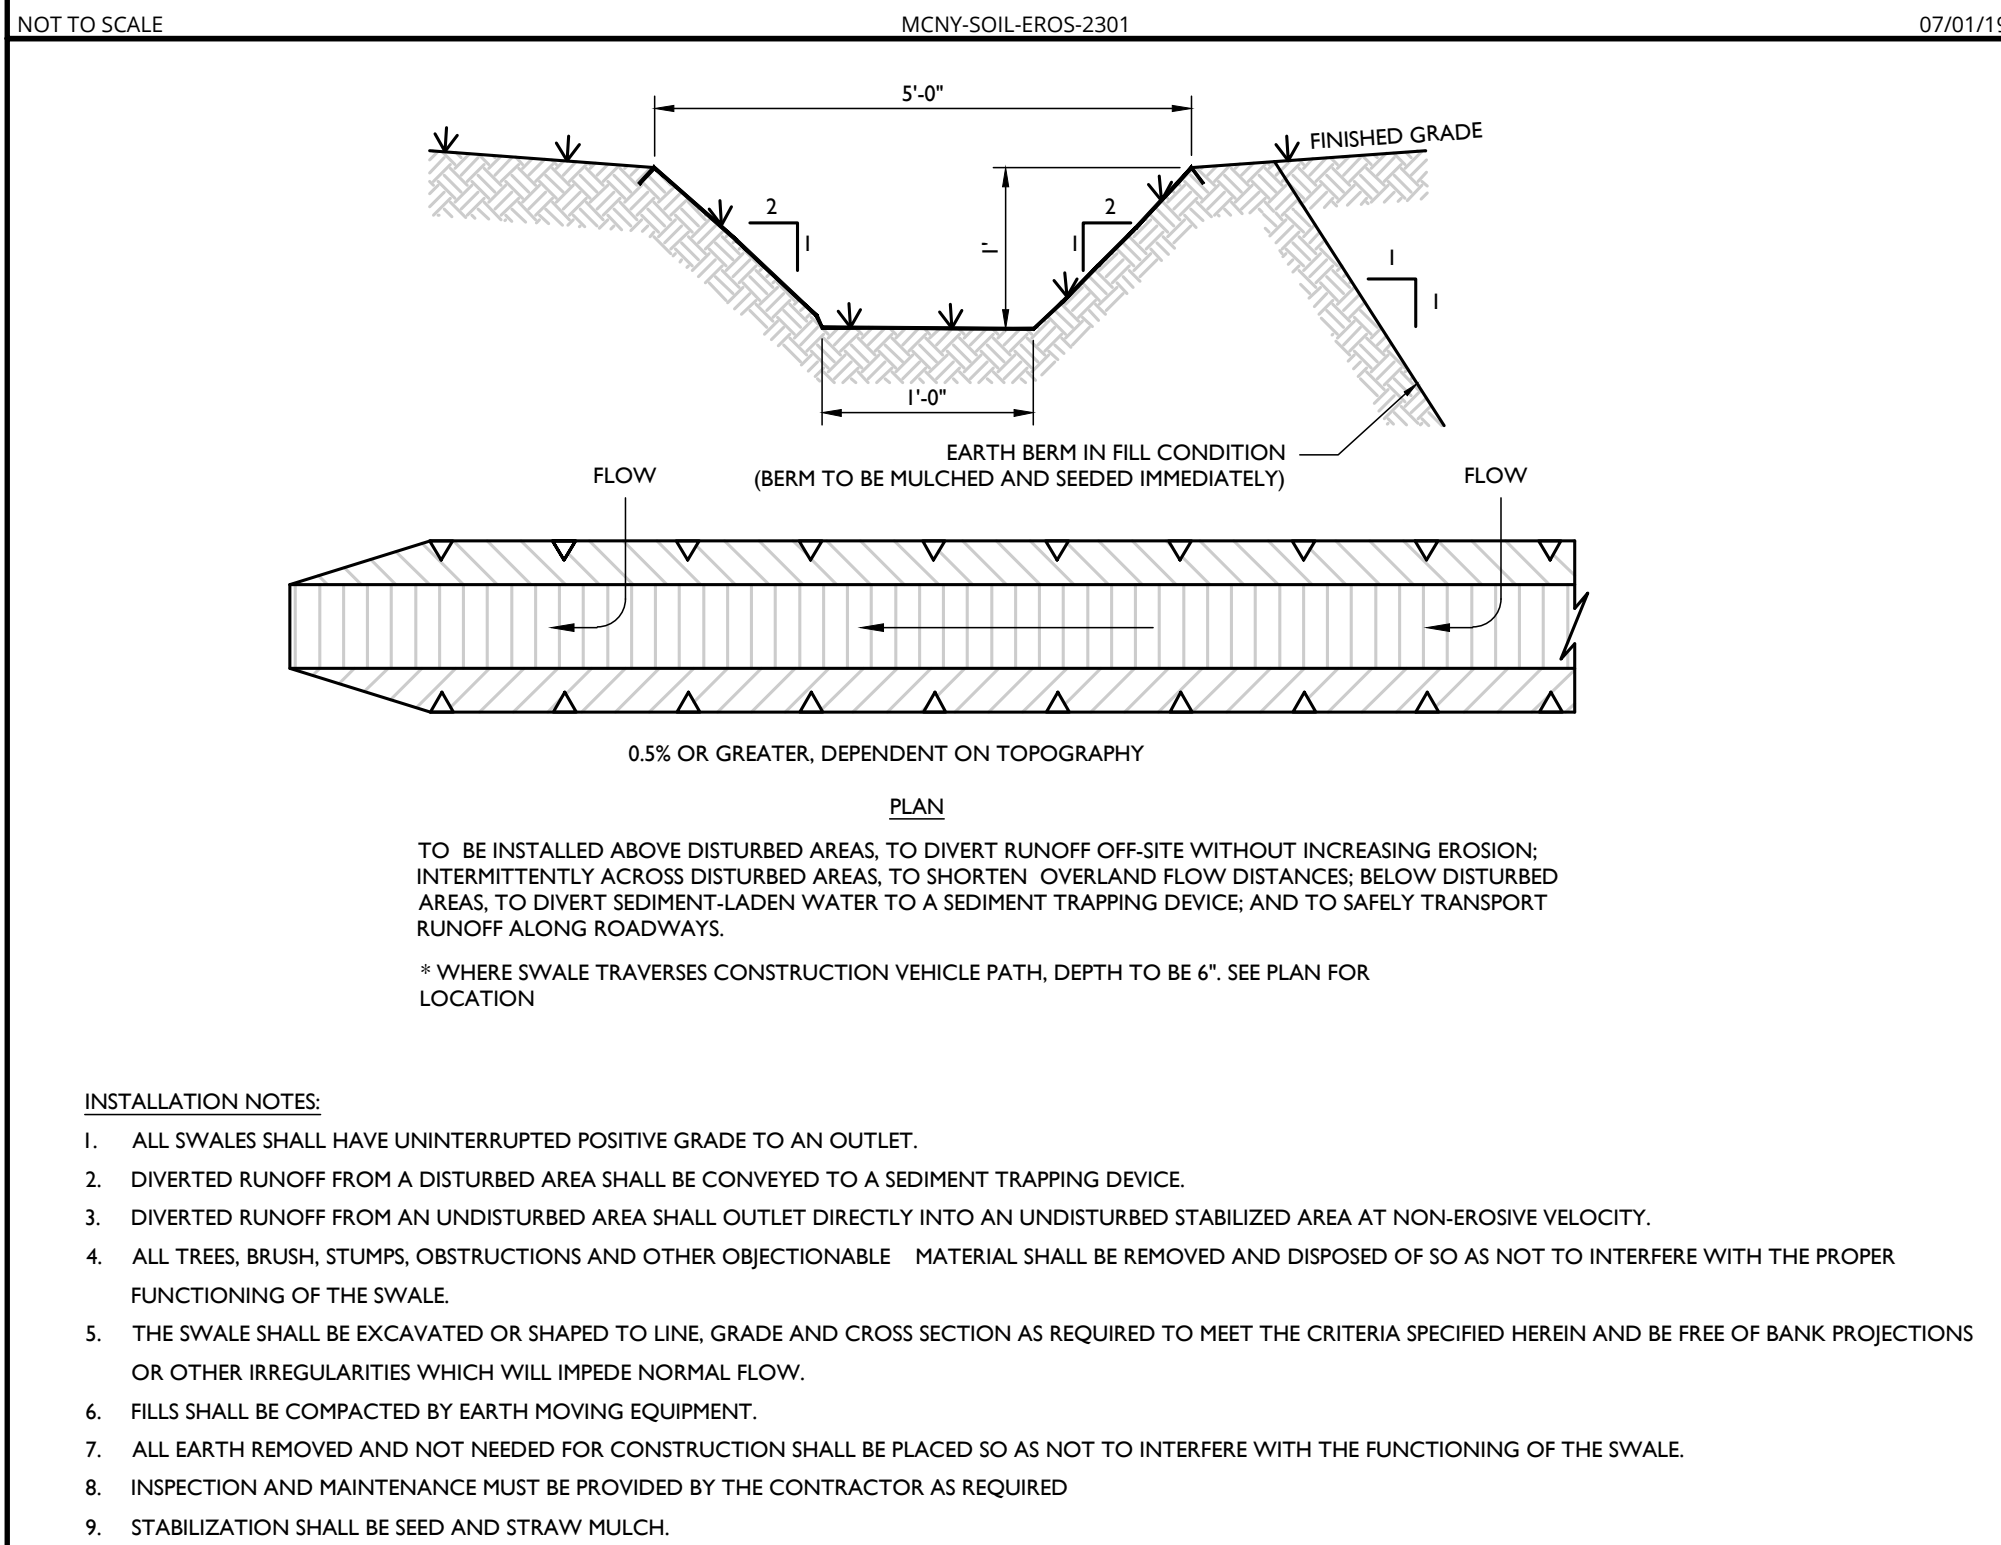 NOT TO SCALE
MCNY-SOIL-EROS-2301
07/01/19
5'-0"
FINISHED GRADE
2
1
1'
2
1
1
1
1'-0"
EARTH BERM IN FILL CONDITION
(BERM TO BE MULCHED AND SEEDED IMMEDIATELY)
FLOW
FLOW
0.5% OR GREATER, DEPENDENT ON TOPOGRAPHY
PLAN
TO BE INSTALLED ABOVE DISTURBED AREAS, TO DIVERT RUNOFF OFF-SITE WITHOUT INCREASING EROSION;
INTERMITTENTLY ACROSS DISTURBED AREAS, TO SHORTEN OVERLAND FLOW DISTANCES; BELOW DISTURBED
AREAS, TO DIVERT SEDIMENT-LADEN WATER TO A SEDIMENT TRAPPING DEVICE; AND TO SAFELY TRANSPORT
RUNOFF ALONG ROADWAYS.
* WHERE SWALE TRAVERSES CONSTRUCTION VEHICLE PATH, DEPTH TO BE 6". SEE PLAN FOR
LOCATION
INSTALLATION NOTES:
1. ALL SWALES SHALL HAVE UNINTERRUPTED POSITIVE GRADE TO AN OUTLET.
2. DIVERTED RUNOFF FROM A DISTURBED AREA SHALL BE CONVEYED TO A SEDIMENT TRAPPING DEVICE.
3. DIVERTED RUNOFF FROM AN UNDISTURBED AREA SHALL OUTLET DIRECTLY INTO AN UNDISTURBED STABILIZED AREA AT NON-EROSIVE VELOCITY.
4. ALL TREES, BRUSH, STUMPS, OBSTRUCTIONS AND OTHER OBJECTIONABLE MATERIAL SHALL BE REMOVED AND DISPOSED OF SO AS NOT TO INTERFERE WITH THE PROPER
FUNCTIONING OF THE SWALE.
5. THE SWALE SHALL BE EXCAVATED OR SHAPED TO LINE, GRADE AND CROSS SECTION AS REQUIRED TO MEET THE CRITERIA SPECIFIED HEREIN AND BE FREE OF BANK PROJECTIONS
OR OTHER IRREGULARITIES WHICH WILL IMPEDE NORMAL FLOW.
6. FILLS SHALL BE COMPACTED BY EARTH MOVING EQUIPMENT.
7. ALL EARTH REMOVED AND NOT NEEDED FOR CONSTRUCTION SHALL BE PLACED SO AS NOT TO INTERFERE WITH THE FUNCTIONING OF THE SWALE.
8. INSPECTION AND MAINTENANCE MUST BE PROVIDED BY THE CONTRACTOR AS REQUIRED
9. STABILIZATION SHALL BE SEED AND STRAW MULCH.